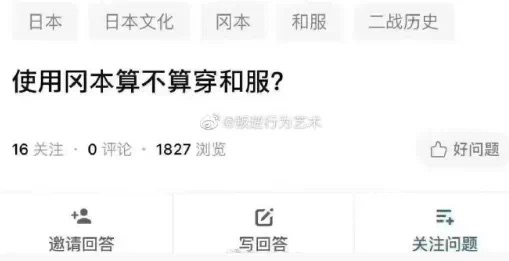 日本 日本文化 冈本 和服 二战历史
使用冈本算不算穿和服?
@叛逆行为艺术
16 关注 · 0 评论 · 1827 浏览 好问题
邀请回答 写回答 关注问题